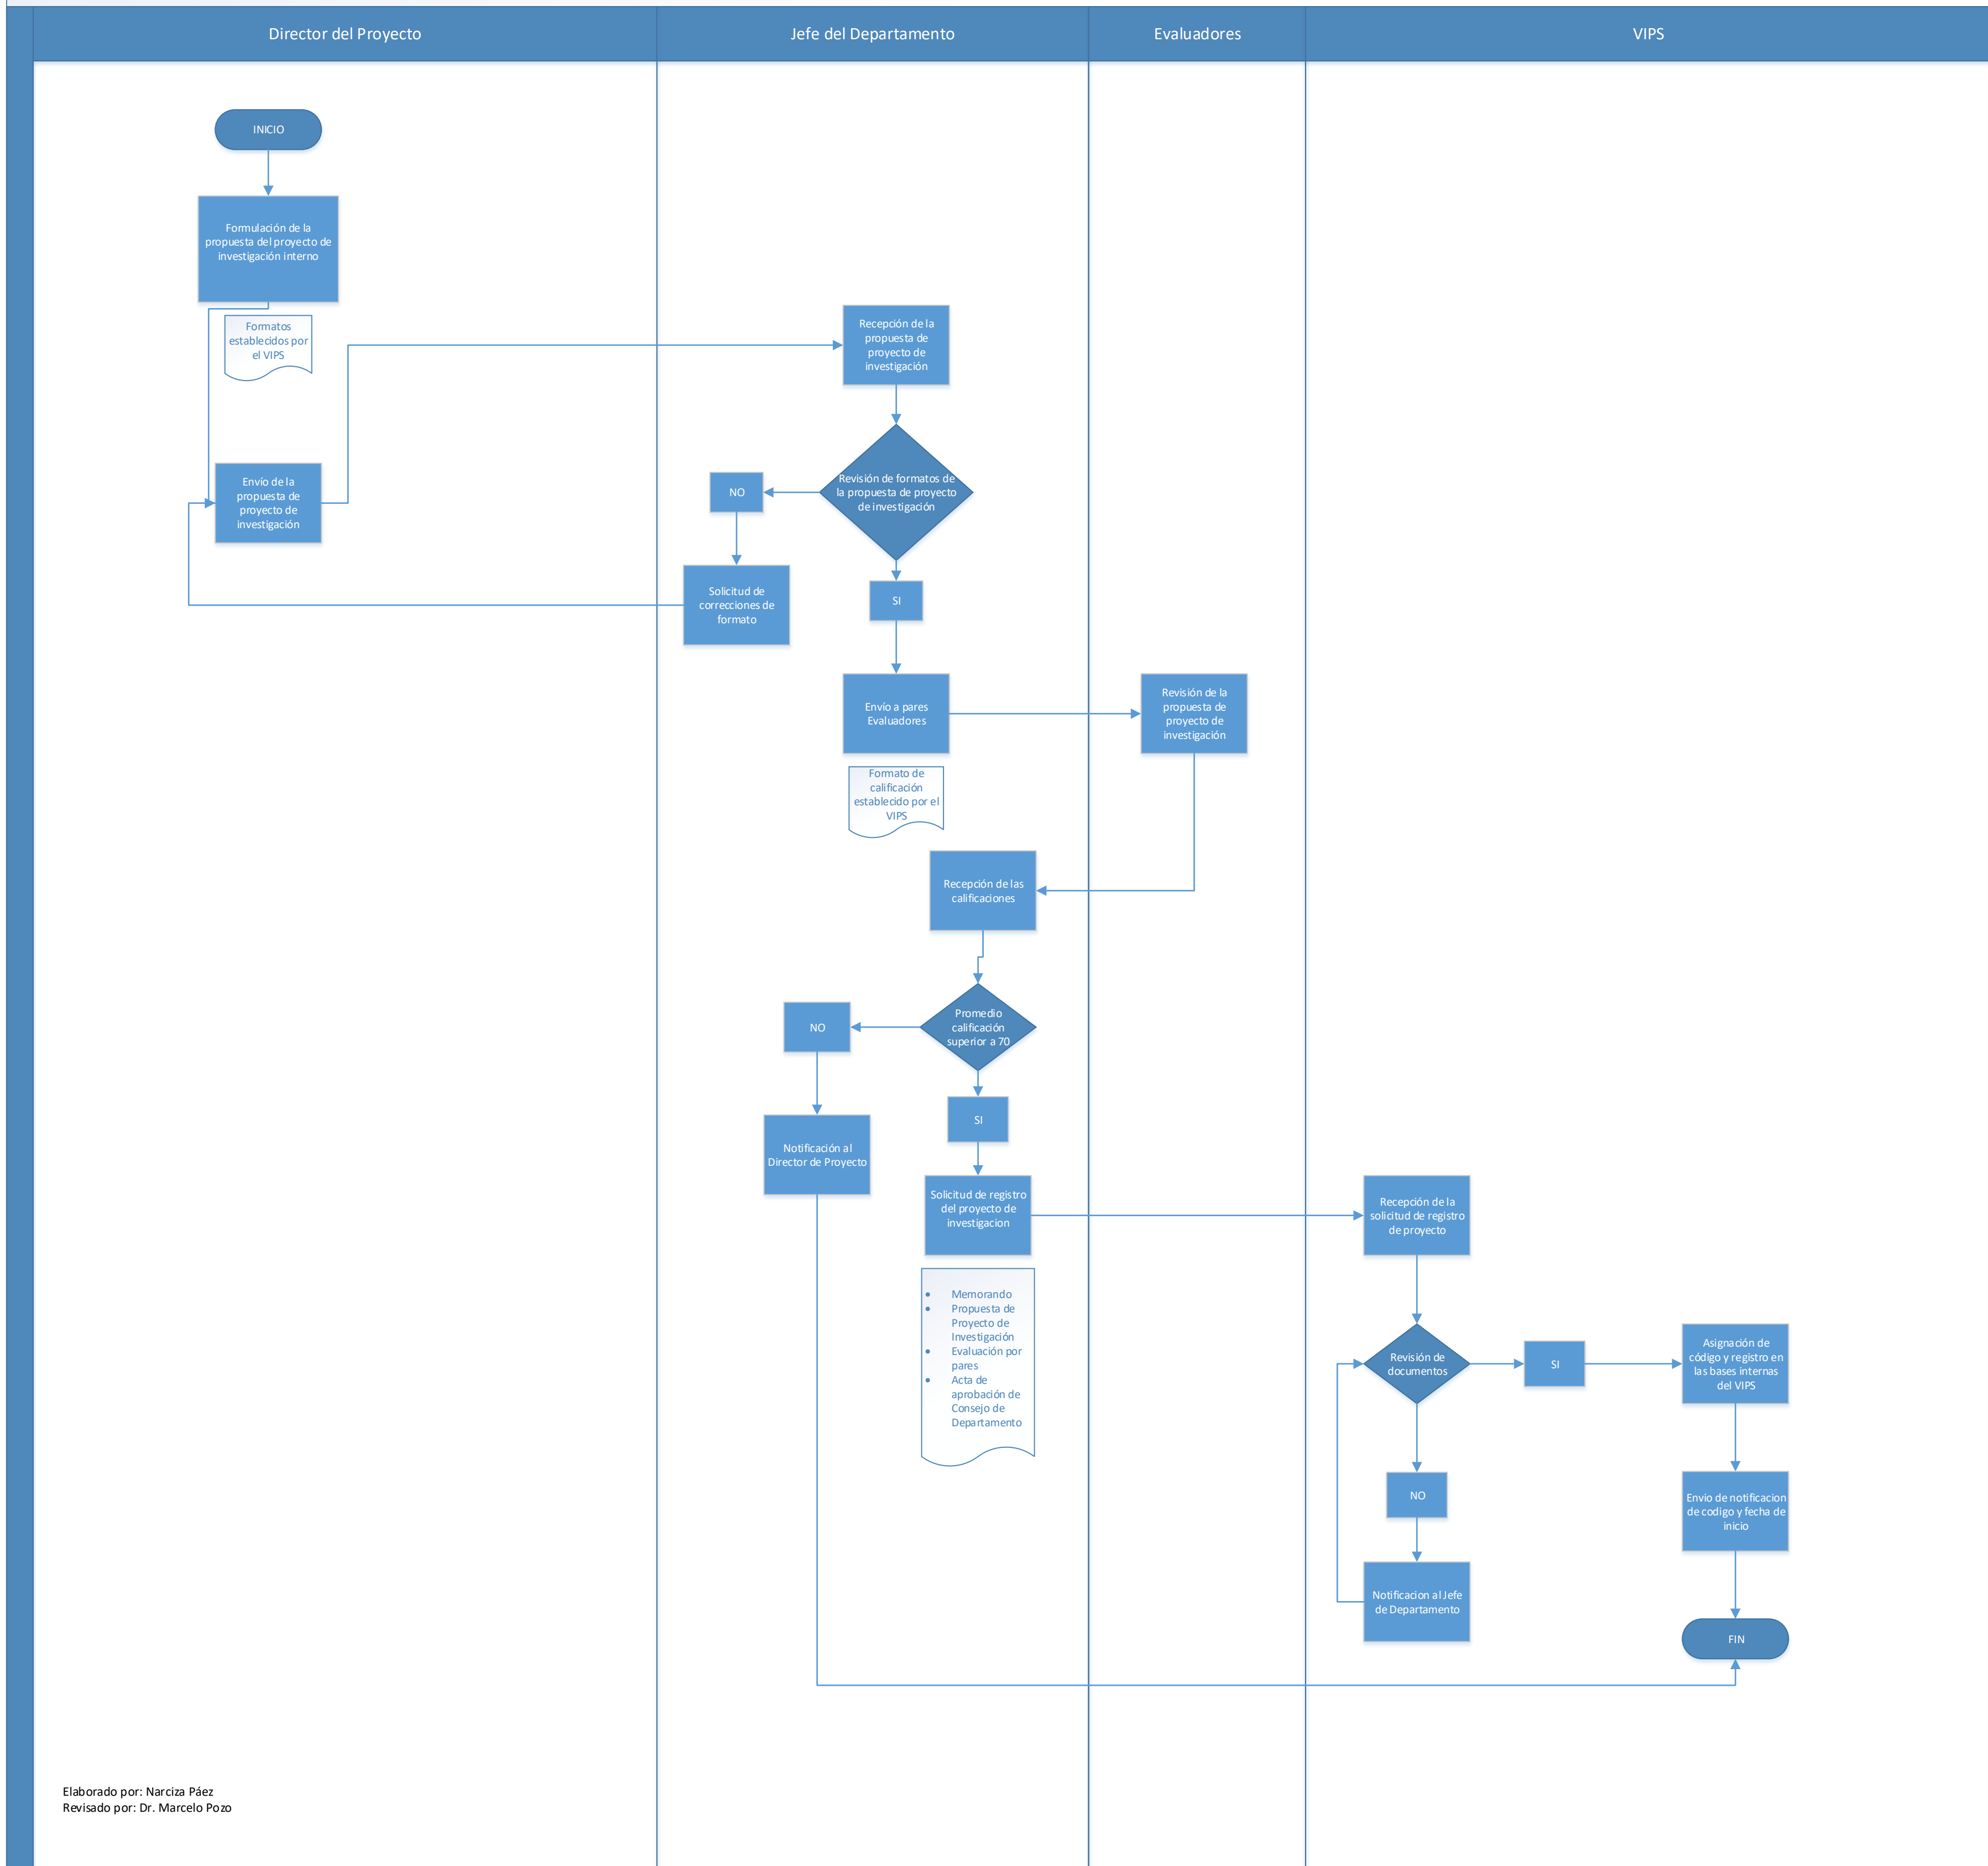 Director del Proyecto
Jefe del Departamento
Evaluadores
VIPS
INICIO
Formulación de la
propuesta del proyecto de
investigación interno
Formatos
establecidos por
el VIPS
Envío de la
propuesta de
proyecto de
investigación
Recepción de la
propuesta de
proyecto de
investigación
Revisión de formatos de
la propuesta de proyecto
de investigación
NO
Solicitud de
correcciones de
formato
SI
Envío a pares
Evaluadores
Formato de
calificación
establecido por el
VIPS
Revisión de la
propuesta de
proyecto de
investigación
Recepción de las
calificaciones
Promedio
calificación
superior a 70
NO
Notificación al
Director de Proyecto
SI
Solicitud de registro
del proyecto de
investigacion
• Memorando
• Propuesta de
Proyecto de
Investigación
• Evaluación por
pares
• Acta de
aprobación de
Consejo de
Departamento
Recepción de la
solicitud de registro
de proyecto
Revisión de
documentos
SI
Asignación de
código y registro en
las bases internas
del VIPS
NO
Notificacion al Jefe
de Departamento
Envio de notificacion
de codigo y fecha de
inicio
FIN
Elaborado por: Narciza Páez
Revisado por: Dr. Marcelo Pozo